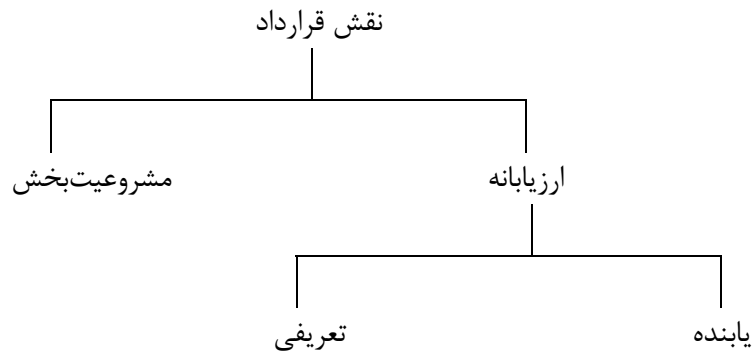 نقش قرارداد
ارزیابانه
مشروعیت‌بخش
یابنده
تعریفی